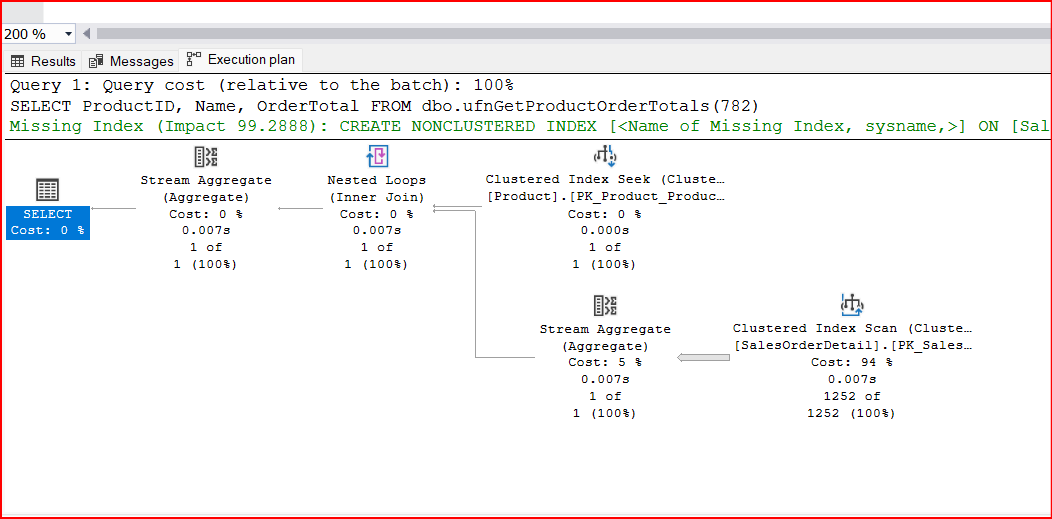 200 %
Results Messages Execution plan
Query 1: Query cost (relative to the batch): 100%
SELECT ProductID, Name, OrderTotal FROM dbo.ufnGetProductOrderTotals(782)
Missing Index (Impact 99.2888): CREATE NONCLUSTERED INDEX [<Name of Missing Index, sysname,>] ON [Sal
SELECT
Cost: 0 %
Stream Aggregate
(Aggregate)
Cost: 0 %
0.007s
1 of
1 (100%)
Nested Loops
(Inner Join)
Cost: 0 %
0.007s
1 of
1 (100%)
Clustered Index Seek (Cluste…
[Product].[PK_Product_Produc…
Cost: 0 %
0.000s
1 of
1 (100%)
Stream Aggregate
(Aggregate)
Cost: 5 %
0.007s
1 of
1 (100%)
Clustered Index Scan (Cluste…
[SalesOrderDetail].[PK_Sales…
Cost: 94 %
0.007s
1252 of
1252 (100%)